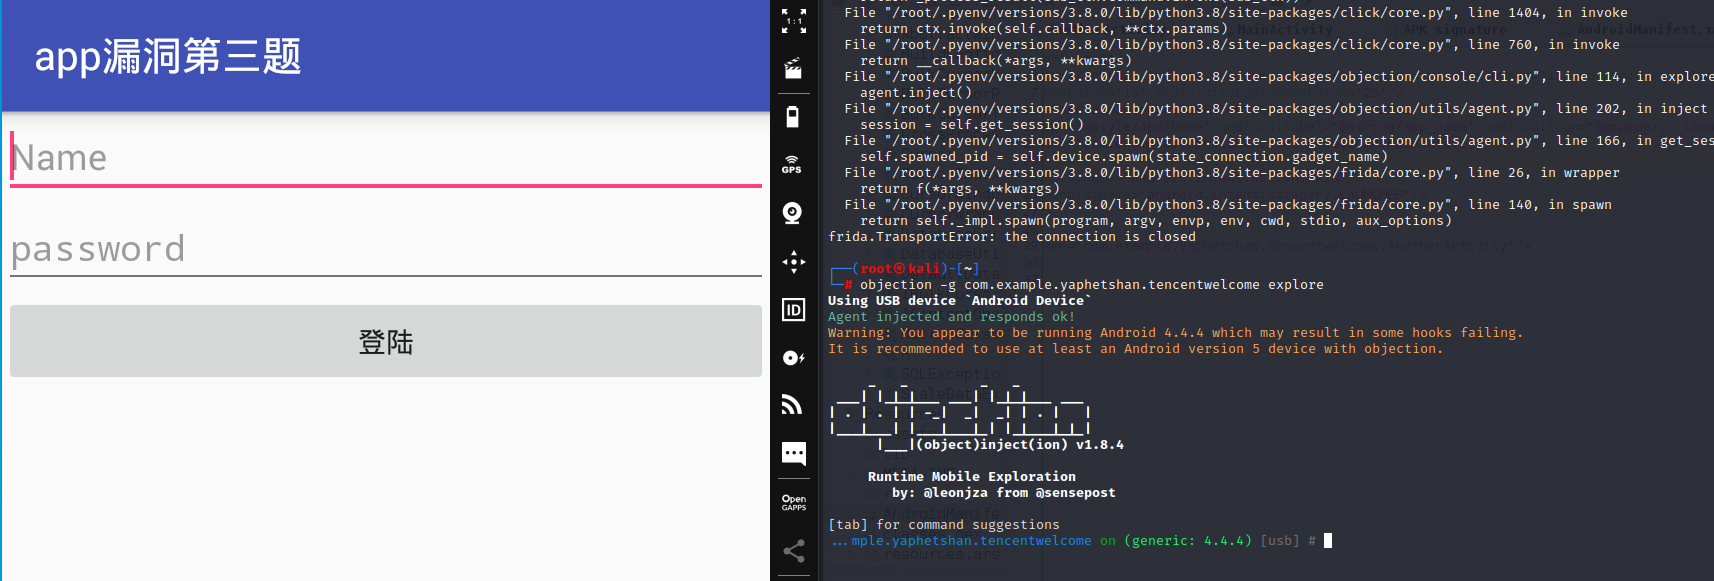 app漏洞第三题
Name
password
登陆
1:1
GPS
ID
Open
GAPPS
File "/root/.pyenv/versions/3.8.0/lib/python3.8/site-packages/click/core.py", line 1404, in invoke
return ctx.invoke(self.callback, **ctx.params)
File "/root/.pyenv/versions/3.8.0/lib/python3.8/site-packages/click/core.py", line 760, in invoke
return __callback(*args, **kwargs)
File "/root/.pyenv/versions/3.8.0/lib/python3.8/site-packages/objection/console/cli.py", line 114, in explore
agent.inject()
File "/root/.pyenv/versions/3.8.0/lib/python3.8/site-packages/objection/utils/agent.py", line 202, in inject
session = self.get_session()
File "/root/.pyenv/versions/3.8.0/lib/python3.8/site-packages/objection/utils/agent.py", line 166, in get_ses
self.spawned_pid = self.device.spawn(state_connection.gadget_name)
File "/root/.pyenv/versions/3.8.0/lib/python3.8/site-packages/frida/core.py", line 26, in wrapper
return f(*args, **kwargs)
File "/root/.pyenv/versions/3.8.0/lib/python3.8/site-packages/frida/core.py", line 140, in spawn
return self._impl.spawn(program, argv, envp, env, cwd, stdio, aux_options)
frida.TransportError: the connection is closed
(root㉿kali)-[~]
# objection -g com.example.yaphetshan.tencentwelcome explore
Using USB device `Android Device`
Agent injected and responds ok!
Warning: You appear to be running Android 4.4.4 which may result in some hooks failing.
It is recommended to use at least an Android version 5 device with objection.
(object)inject(ion) v1.8.4
Runtime Mobile Exploration
by: @leonjza from @sensepost
[tab] for command suggestions
...mple.yaphetshan.tencentwelcome on (generic: 4.4.4) [usb] #